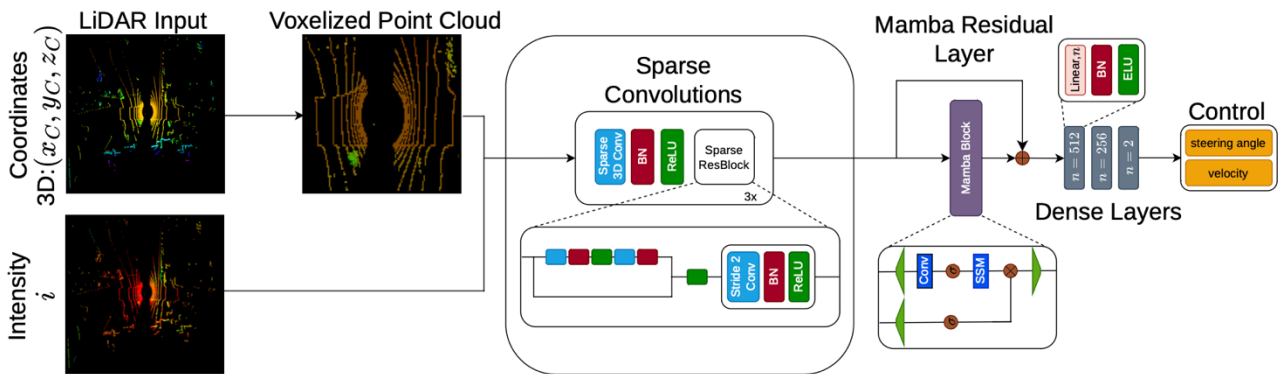 LiDAR Input
Voxelized Point Cloud
Coordinates
3D:(x_C, y_C, z_C)
Intensity
i
Sparse
Convolutions
Sparse
3D Conv
BN
ReLU
Sparse
ResBlock
3x
Stride 2
Conv
BN
ReLU
Mamba Residual
Layer
Mamba Block
Conv
σ
SSM
σ
Linear,n
BN
ELU
n = 512
n = 256
n = 2
Dense Layers
Control
steering angle
velocity